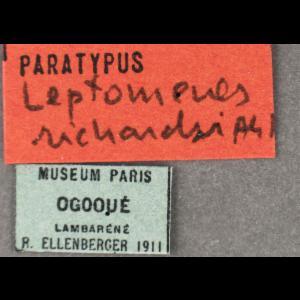 PARATYPUS
Leptomenes
richardsi
MUSEUM PARIS
OGOOUÉ
LAMBARÉNÉ
R. ELLENBERGER 1911